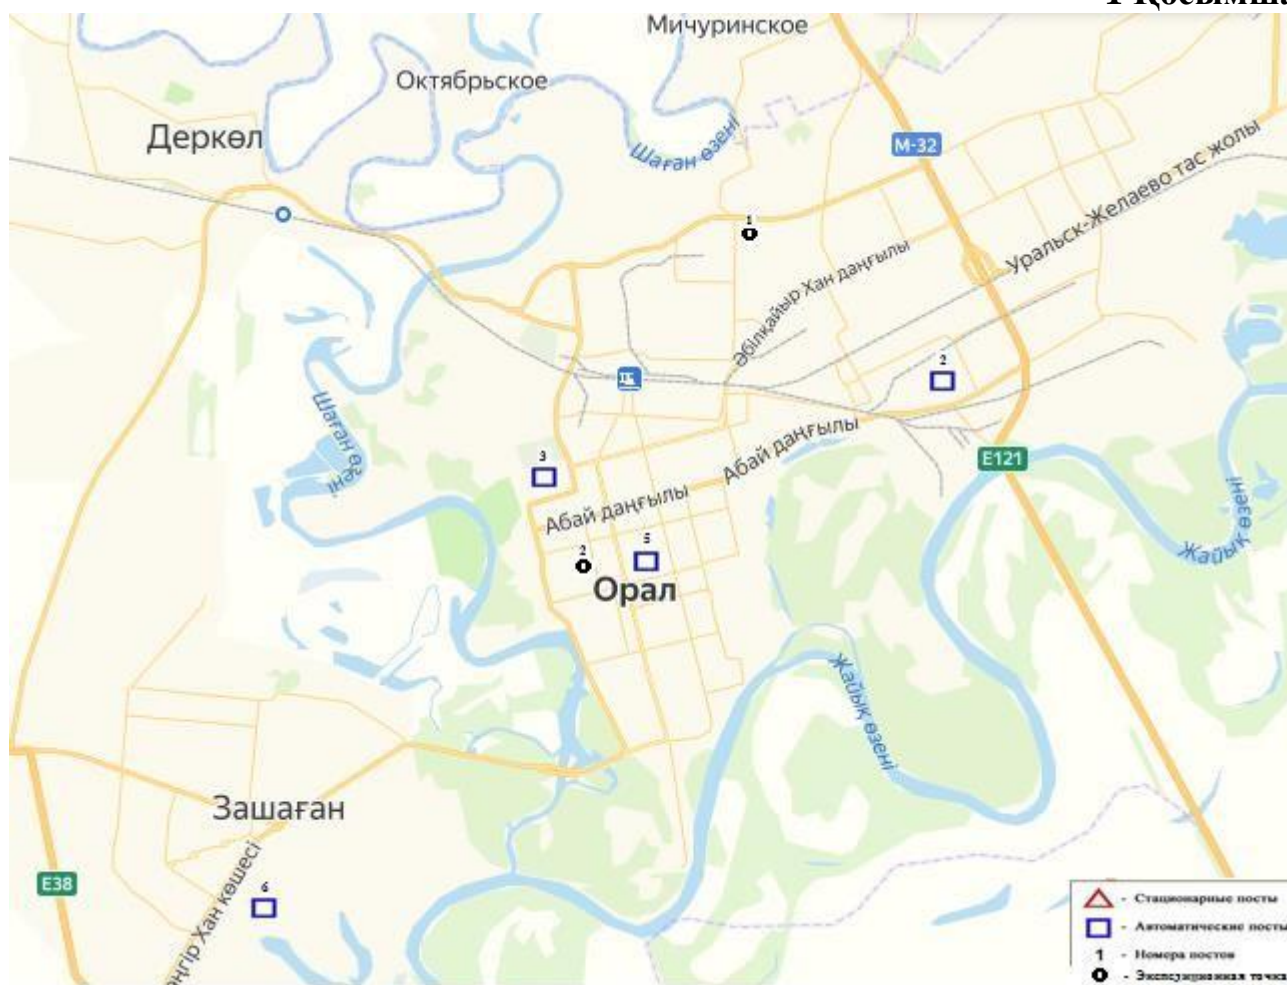 1 Қосымша
Мичуринское
Октябрьское
Деркөл
Шаған өзені
М-32
Уральск-Желаево тас жолы
1
Әбілқайыр Хан даңғылы
2
Шаған өзені
3
Абай даңғылы
Абай даңғылы
E121
Жайық өзені
2
5
Орал
Жайық өзені
Зашаған
E38
6
әңгір Хан көшесі
- Стационарные посты
- Автоматические посты
1 - Номера постов
- Экспедиционная точка